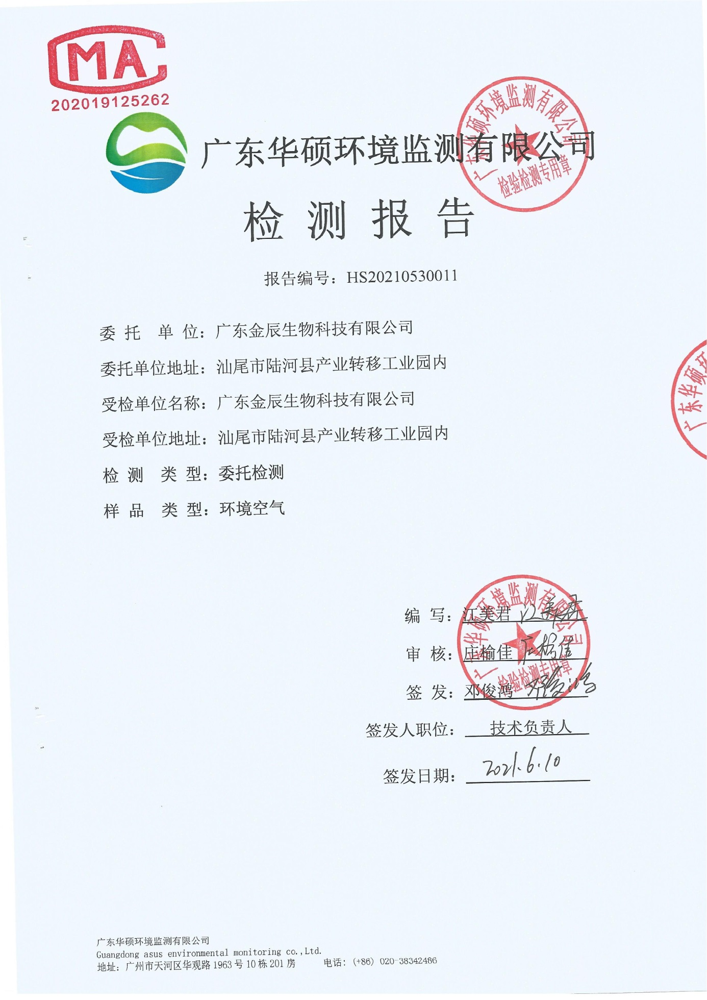 CMA
202019125262
广东华硕环境监测有限公司
广东华硕环境监测有限公司
检验检测专用章
检测报告
报告编号：HS20210530011
委托单位：广东金辰生物科技有限公司
委托单位地址：汕尾市陆河县产业转移工业园内
受检单位名称：广东金辰生物科技有限公司
受检单位地址：汕尾市陆河县产业转移工业园内
广东华硕环
检测类型：委托检测
样品类型：环境空气
广东华硕环境监测有限公司
检验检测专用章
编写：江美君 江美君
审核：庄榆佳 庄榆佳
签发：邓俊鸿 邓俊鸿
签发人职位：技术负责人
签发日期：2021.6.10
广东华硕环境监测有限公司
Guangdong asus environmental monitoring co.,Ltd.
地址：广州市天河区华观路1963号10栋201房 电话：(+86) 020-38342486